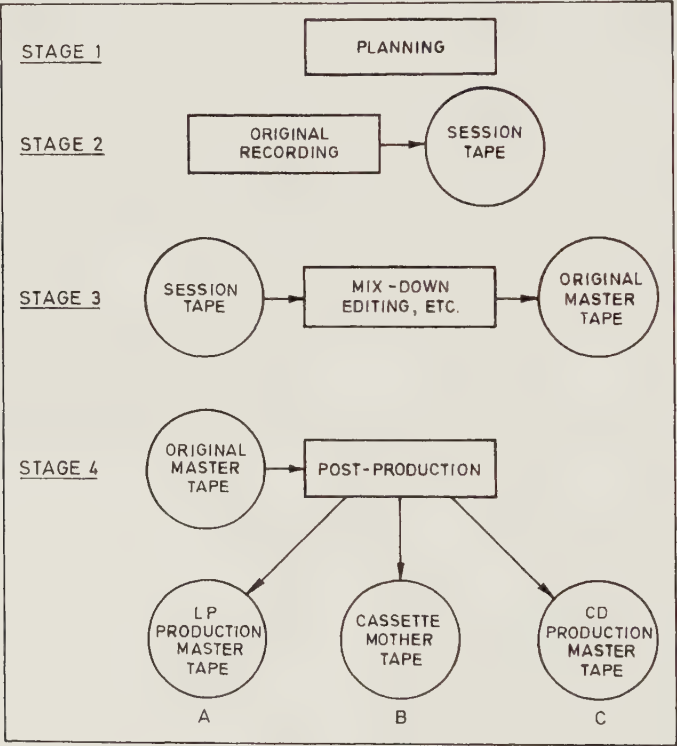 STAGE 1
PLANNING
STAGE 2
ORIGINAL
RECORDING
SESSION
TAPE
STAGE 3
SESSION
TAPE
MIX-DOWN
EDITING, ETC.
ORIGINAL
MASTER
TAPE
STAGE 4
ORIGINAL
MASTER
TAPE
POST-PRODUCTION
LP
PRODUCTION
MASTER
TAPE
CASSETTE
MOTHER
TAPE
CD
PRODUCTION
MASTER
TAPE
A
B
C